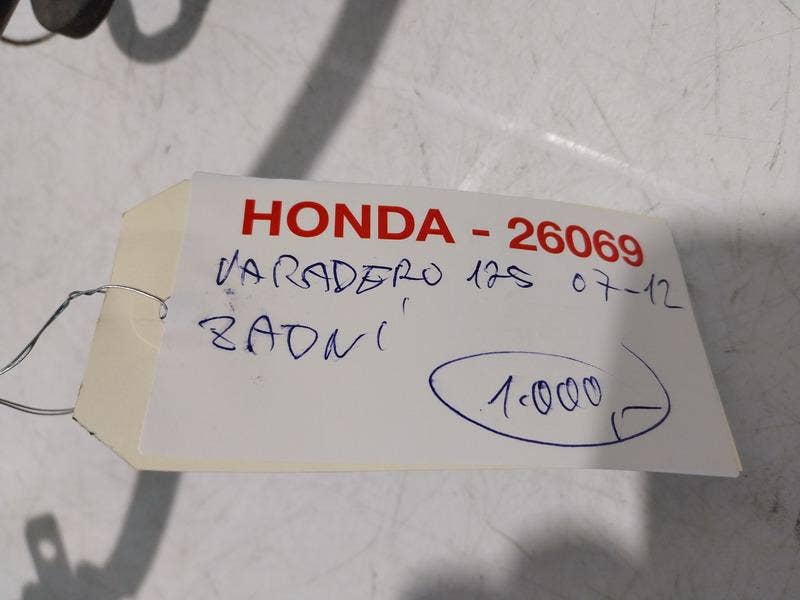 HONDA - 26069
VARADERO 125 07-12
ZADNÍ
1.000,-